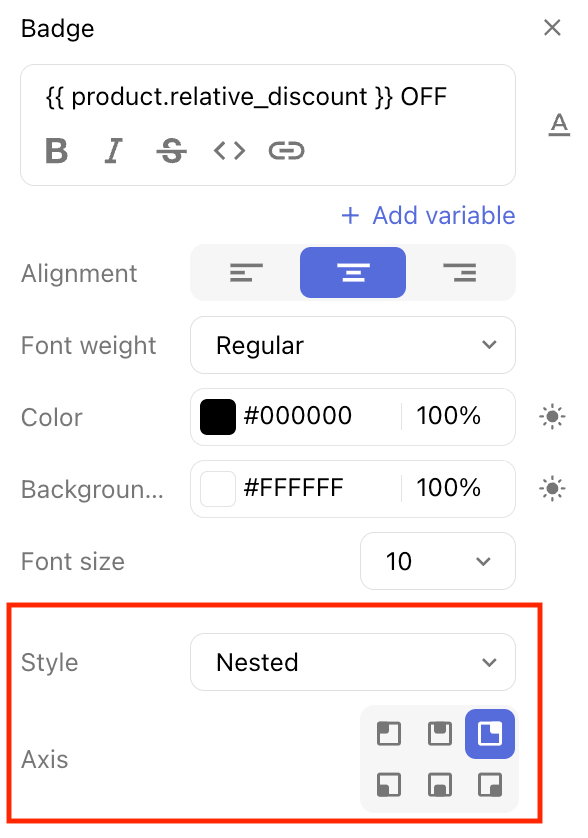 Badge
{{ product.relative_discount }} OFF
B I S <>
A
+ Add variable
Alignment
Font weight Regular
Color #000000 100%
Backgroun... #FFFFFF 100%
Font size 10
Style Nested
Axis